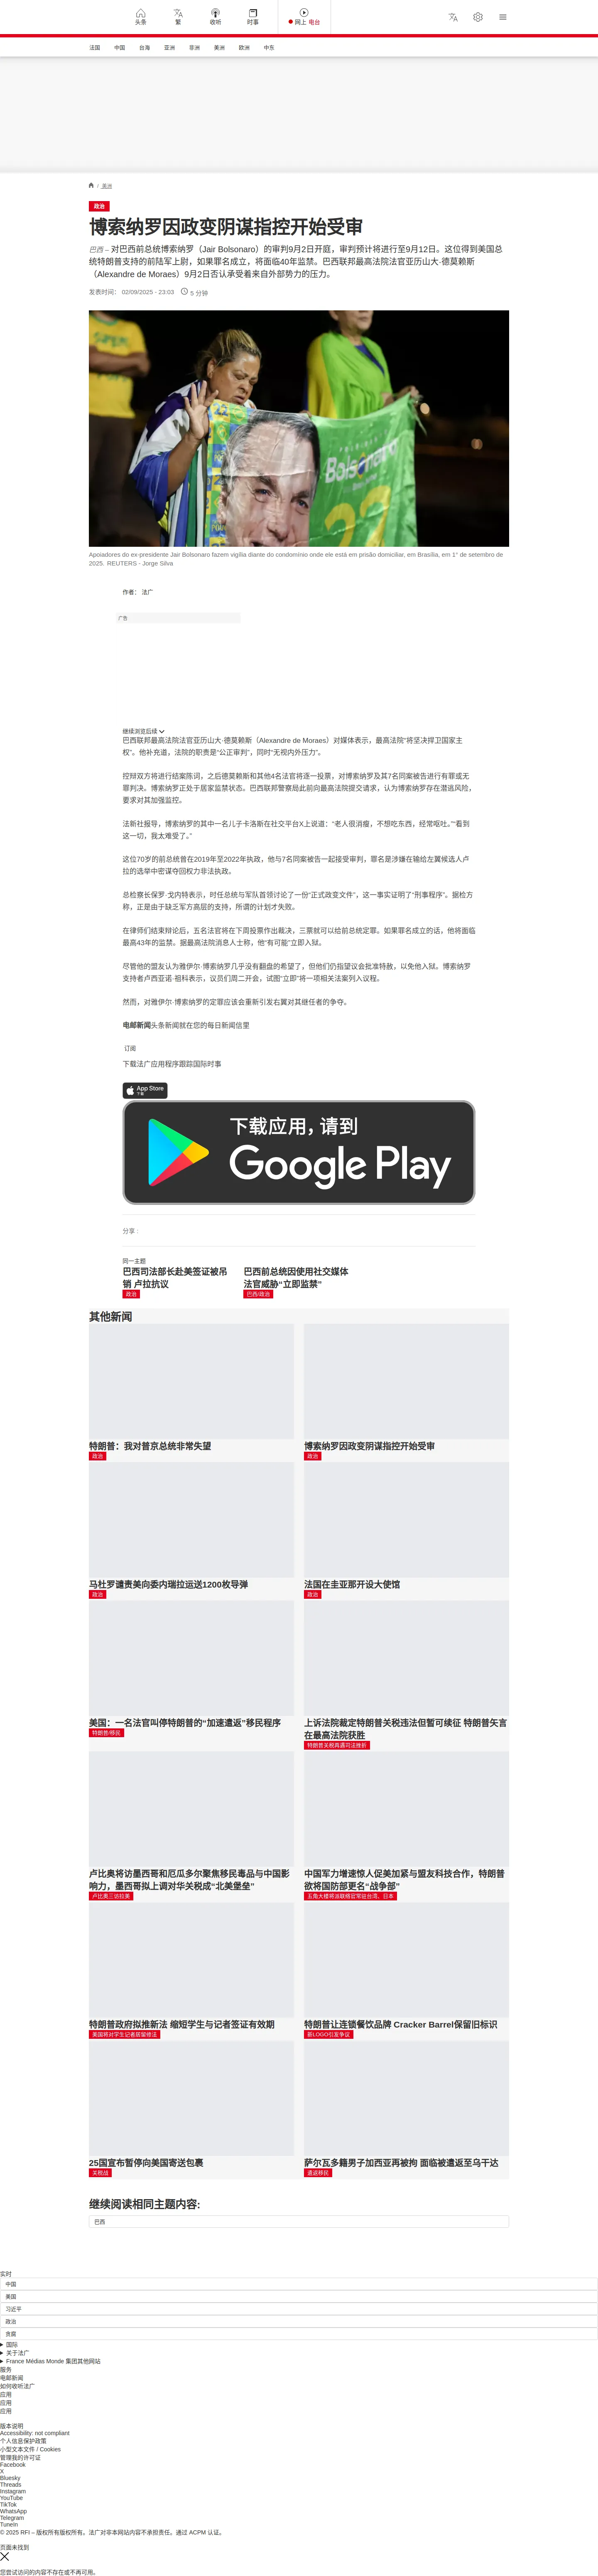 头条
繁
收听
时事
网上 电台
法国 中国 台海 亚洲 非洲 美洲 欧洲 中东
/ 美洲
政治
博索纳罗因政变阴谋指控开始受审
巴西 – 对巴西前总统博索纳罗（Jair Bolsonaro）的审判9月2日开庭，审判预计将进行至9月12日。这位得到美国总
统特朗普支持的前陆军上尉，如果罪名成立，将面临40年监禁。巴西联邦最高法院法官亚历山大·德莫赖斯
（Alexandre de Moraes）9月2日否认承受着来自外部势力的压力。
发表时间： 02/09/2025 - 23:03 5 分钟
Bolsonaro
22
Apoiadores do ex-presidente Jair Bolsonaro fazem vigília diante do condomínio onde ele está em prisão domiciliar, em Brasília, em 1° de setembro de
2025. REUTERS - Jorge Silva
作者： 法广
广告
继续浏览后续
巴西联邦最高法院法官亚历山大·德莫赖斯（Alexandre de Moraes）对媒体表示，最高法院“将坚决捍卫国家主
权”。他补充道，法院的职责是“公正审判”，同时“无视内外压力”。
控辩双方将进行结案陈词，之后德莫赖斯和其他4名法官将逐一投票，对博索纳罗及其7名同案被告进行有罪或无
罪判决。博索纳罗正处于居家监禁状态。巴西联邦警察局此前向最高法院提交请求，认为博索纳罗存在潜逃风险，
要求对其加强监控。
法新社报导，博索纳罗的其中一名儿子卡洛斯在社交平台X上说道：“老人很消瘦，不想吃东西，经常呕吐。”“看到
这一切，我太难受了。”
这位70岁的前总统曾在2019年至2022年执政，他与7名同案被告一起接受审判，罪名是涉嫌在输给左翼候选人卢
拉的选举中密谋夺回权力非法执政。
总检察长保罗·戈内特表示，时任总统与军队首领讨论了一份“正式政变文件”，这一事实证明了“刑事程序”。据检方
称，正是由于缺乏军方高层的支持，所谓的计划才失败。
在律师们结束辩论后，五名法官将在下周投票作出裁决，三票就可以给前总统定罪。如果罪名成立的话，他将面临
最高43年的监禁。据最高法院消息人士称，他“有可能”立即入狱。
尽管他的盟友认为雅伊尔·博索纳罗几乎没有翻盘的希望了，但他们仍指望议会批准特赦，以免他入狱。博索纳罗
支持者卢西亚诺·祖科表示，议员们周二开会，试图“立即”将一项相关法案列入议程。
然而，对雅伊尔·博索纳罗的定罪应该会重新引发右翼对其继任者的争夺。
电邮新闻头条新闻就在您的每日新闻信里
订阅
下载法广应用程序跟踪国际时事
App Store
下载
下载应用，请到
Google Play
分享 :
同一主题
巴西司法部长赴美签证被吊
销 卢拉抗议
政治
巴西前总统因使用社交媒体
法官威胁“立即监禁”
巴西/政治
其他新闻
特朗普：我对普京总统非常失望
政治
博索纳罗因政变阴谋指控开始受审
政治
马杜罗谴责美向委内瑞拉运送1200枚导弹
政治
法国在圭亚那开设大使馆
政治
美国：一名法官叫停特朗普的“加速遣返”移民程序
特朗普/移民
上诉法院裁定特朗普关税违法但暂可续征 特朗普矢言
在最高法院获胜
特朗普关税再遇司法挫折
卢比奥将访墨西哥和厄瓜多尔聚焦移民毒品与中国影
响力，墨西哥拟上调对华关税成“北美堡垒”
卢比奥三访拉美
中国军力增速惊人促美加紧与盟友科技合作，特朗普
欲将国防部更名“战争部”
五角大楼将派联络官常驻台湾、日本
特朗普政府拟推新法 缩短学生与记者签证有效期
美国将对学生记者居留修法
特朗普让连锁餐饮品牌 Cracker Barrel保留旧标识
新LOGO引发争议
25国宣布暂停向美国寄送包裹
关税战
萨尔瓦多籍男子加西亚再被拘 面临被遣返至乌干达
遣返移民
继续阅读相同主题内容:
巴西
实时
中国
美国
习近平
政治
贪腐
国际
关于法广
France Médias Monde 集团其他网站
服务
电邮新闻
如何收听法广
应用
应用
应用
版本说明
Accessibility: not compliant
个人信息保护政策
小型文本文件 / Cookies
管理我的许可证
Facebook
X
Bluesky
Threads
Instagram
YouTube
TikTok
WhatsApp
Telegram
TuneIn
© 2025 RFI – 版权所有版权所有。法广对非本网站内容不承担责任。通过 ACPM 认证。
页面未找到
您尝试访问的内容不存在或不再可用。